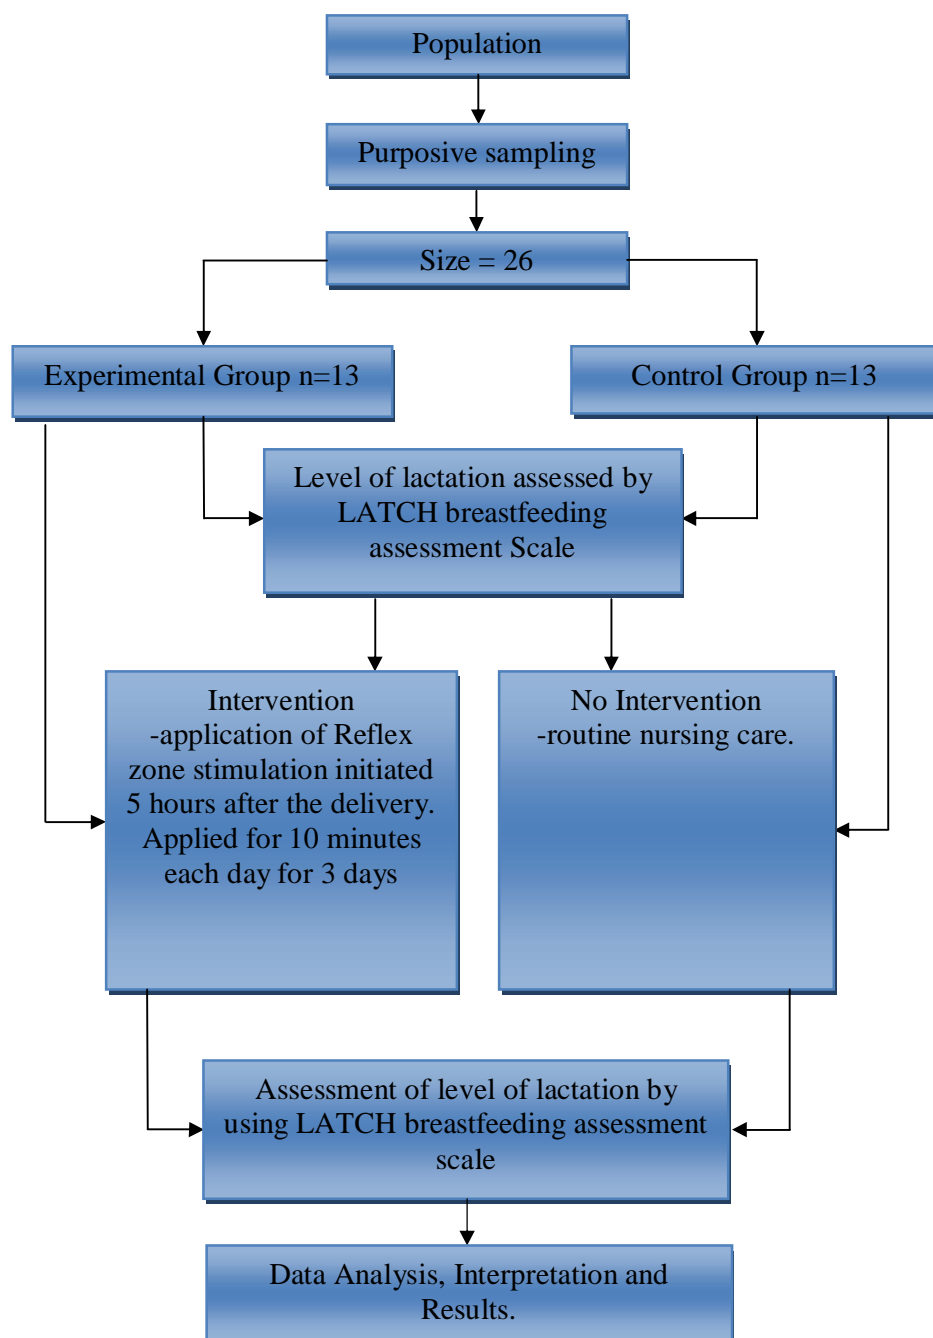 Population
Purposive sampling
Size = 26
Experimental Group n=13
Control Group n=13
Level of lactation assessed by
LATCH breastfeeding
assessment Scale
Intervention
-application of Reflex
zone stimulation initiated
5 hours after the delivery.
Applied for 10 minutes
each day for 3 days
No Intervention
-routine nursing care.
Assessment of level of lactation by
using LATCH breastfeeding assessment
scale
Data Analysis, Interpretation and
Results.